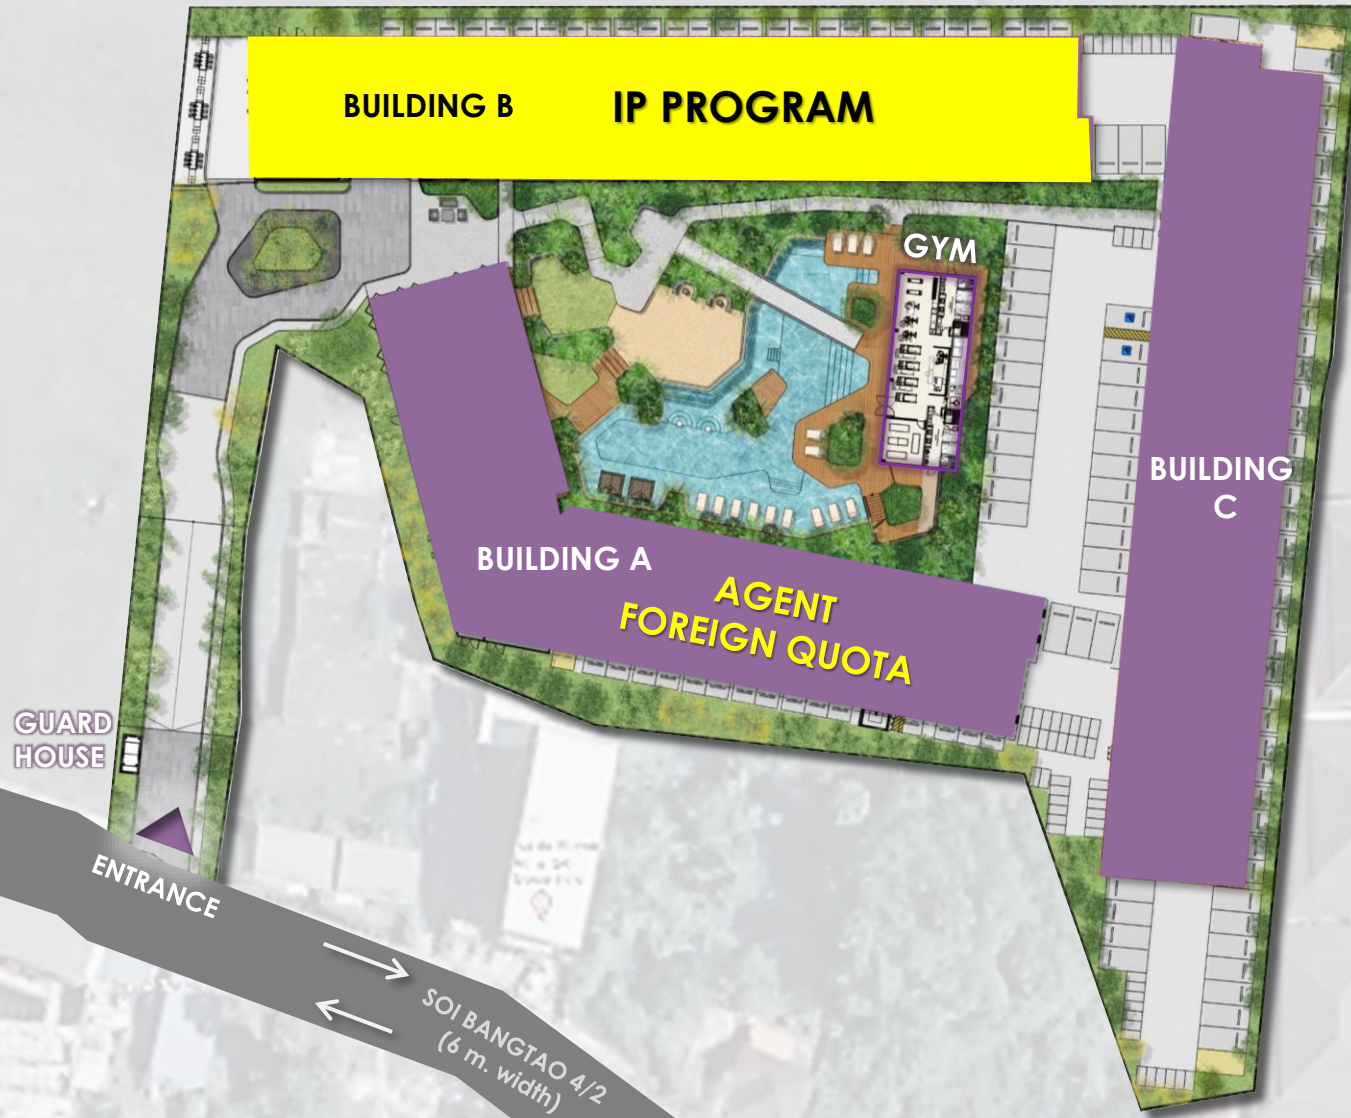 BUILDING B
IP PROGRAM
GYM
BUILDING
C
BUILDING A
AGENT
FOREIGN QUOTA
GUARD
HOUSE
ENTRANCE
SOI BANGTAO 4/2
(6 m. width)